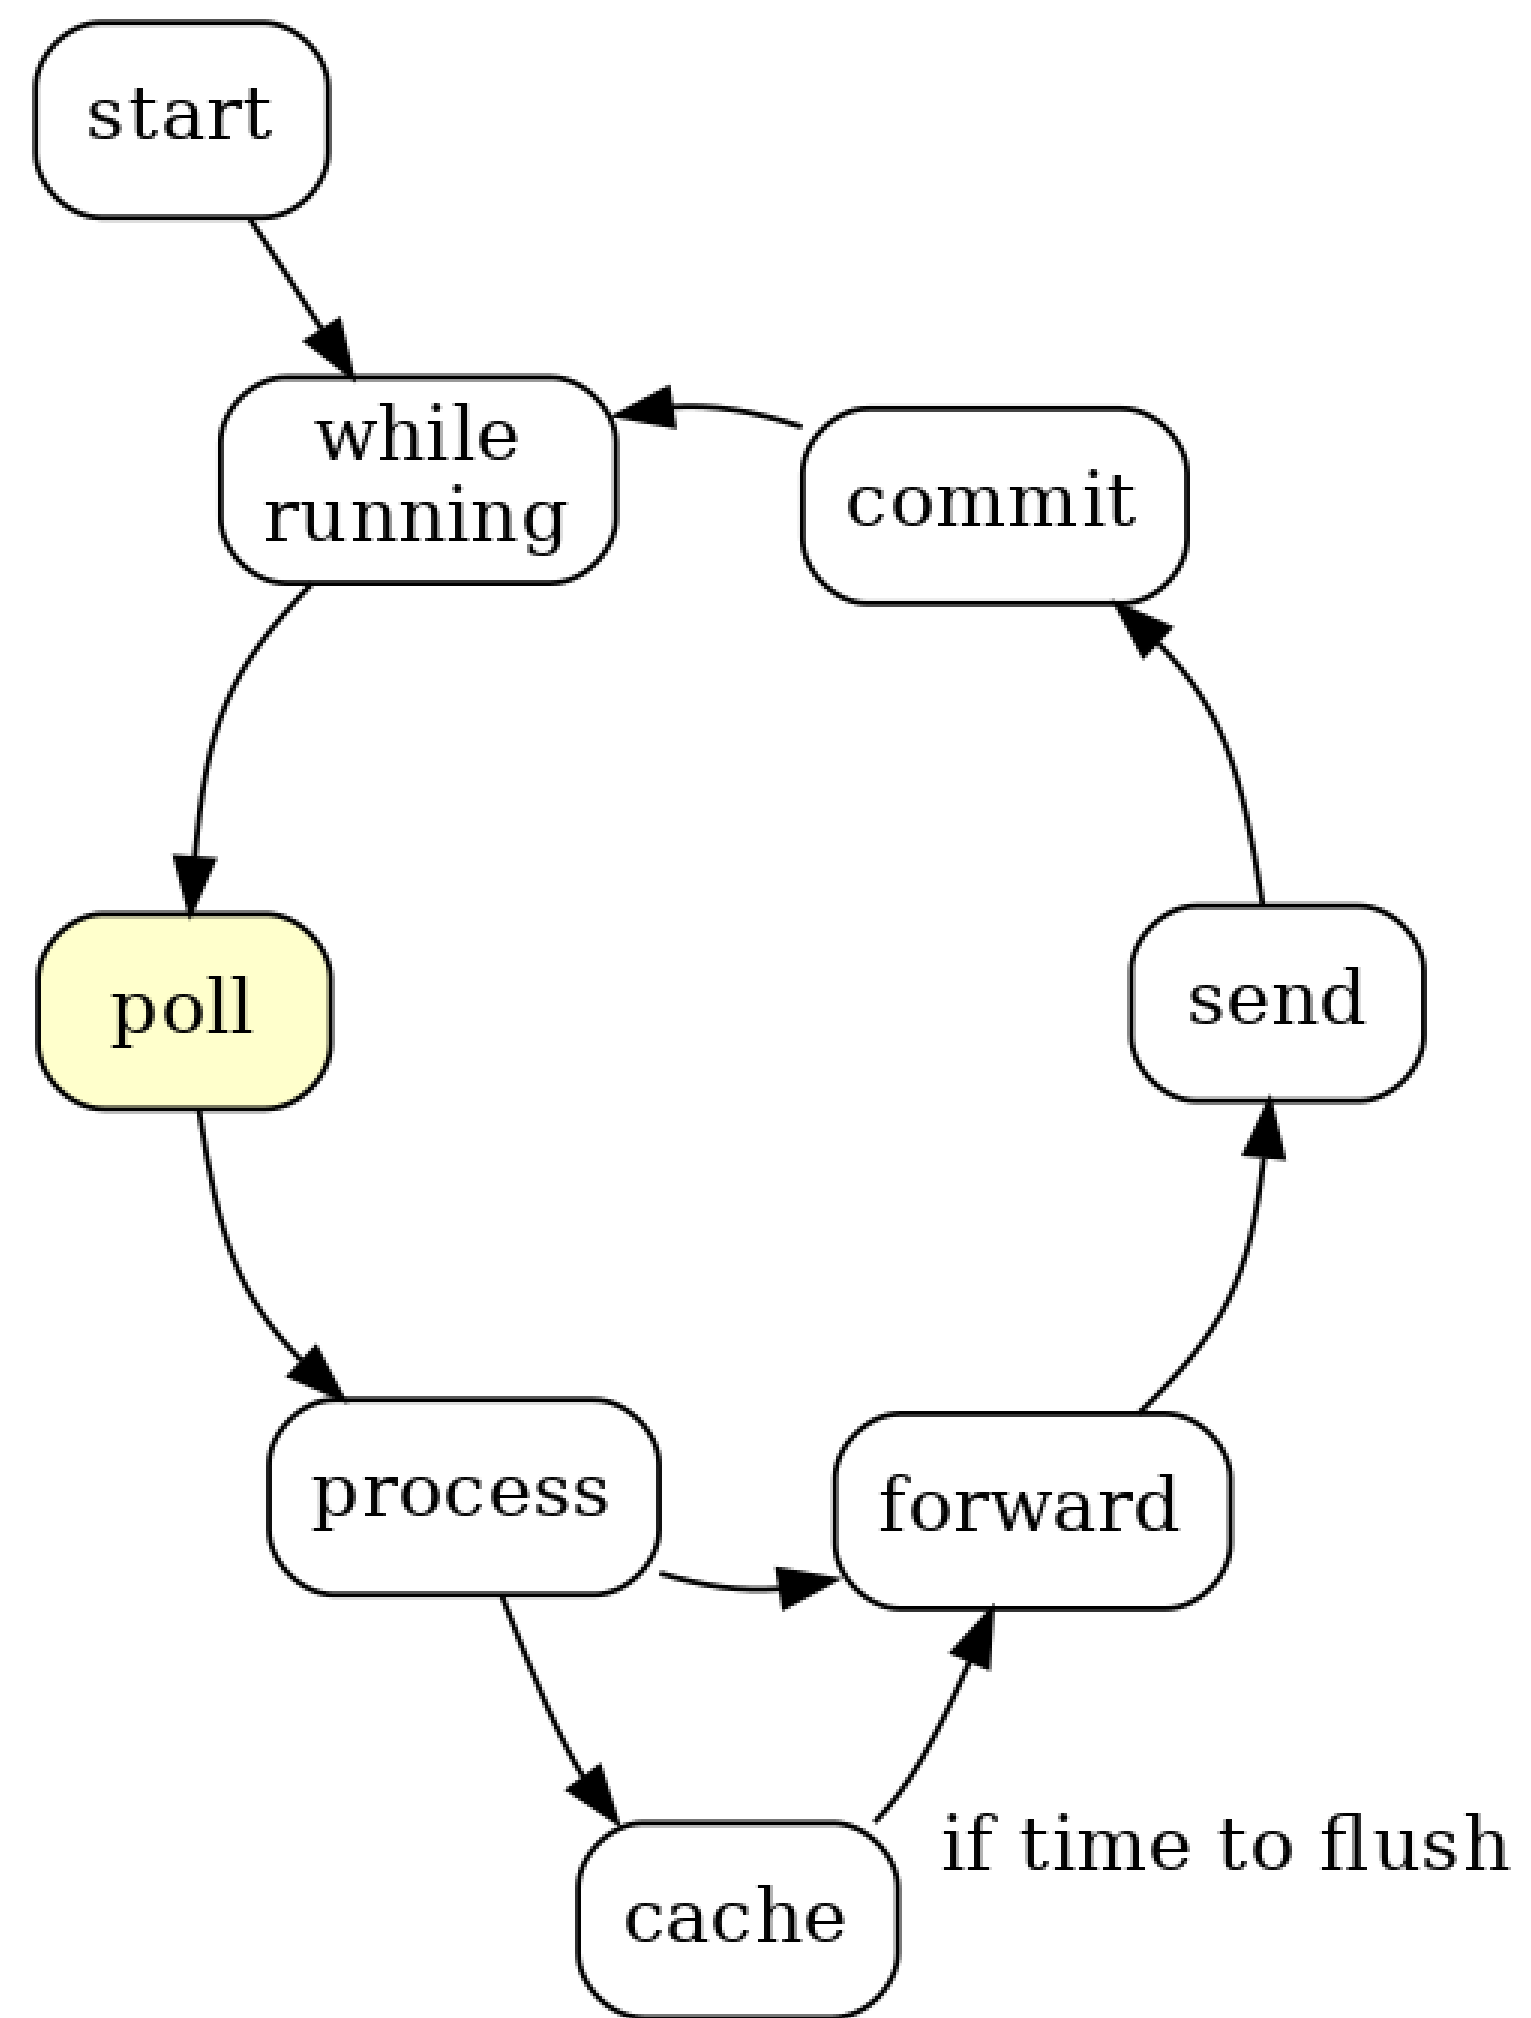 start
while
running
commit
poll
send
process
forward
if time to flush
cache